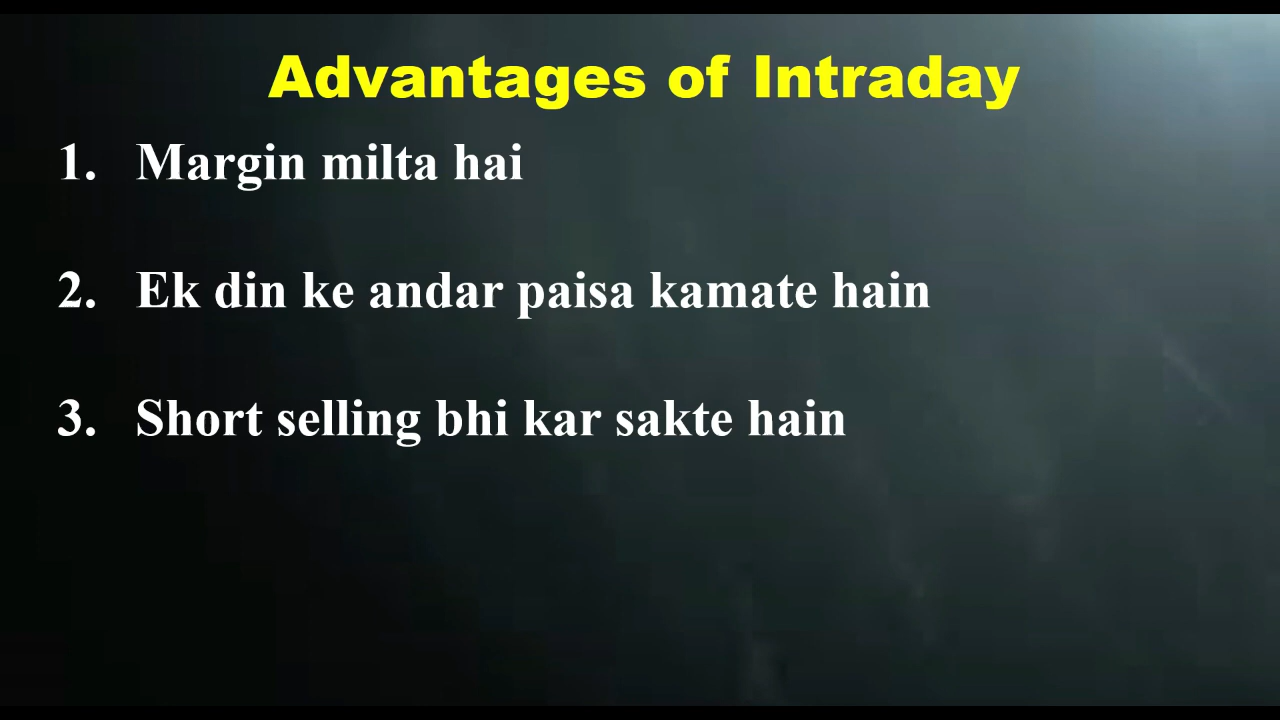 Advantages of Intraday
1. Margin milta hai
2. Ek din ke andar paisa kamate hain
3. Short selling bhi kar sakte hain